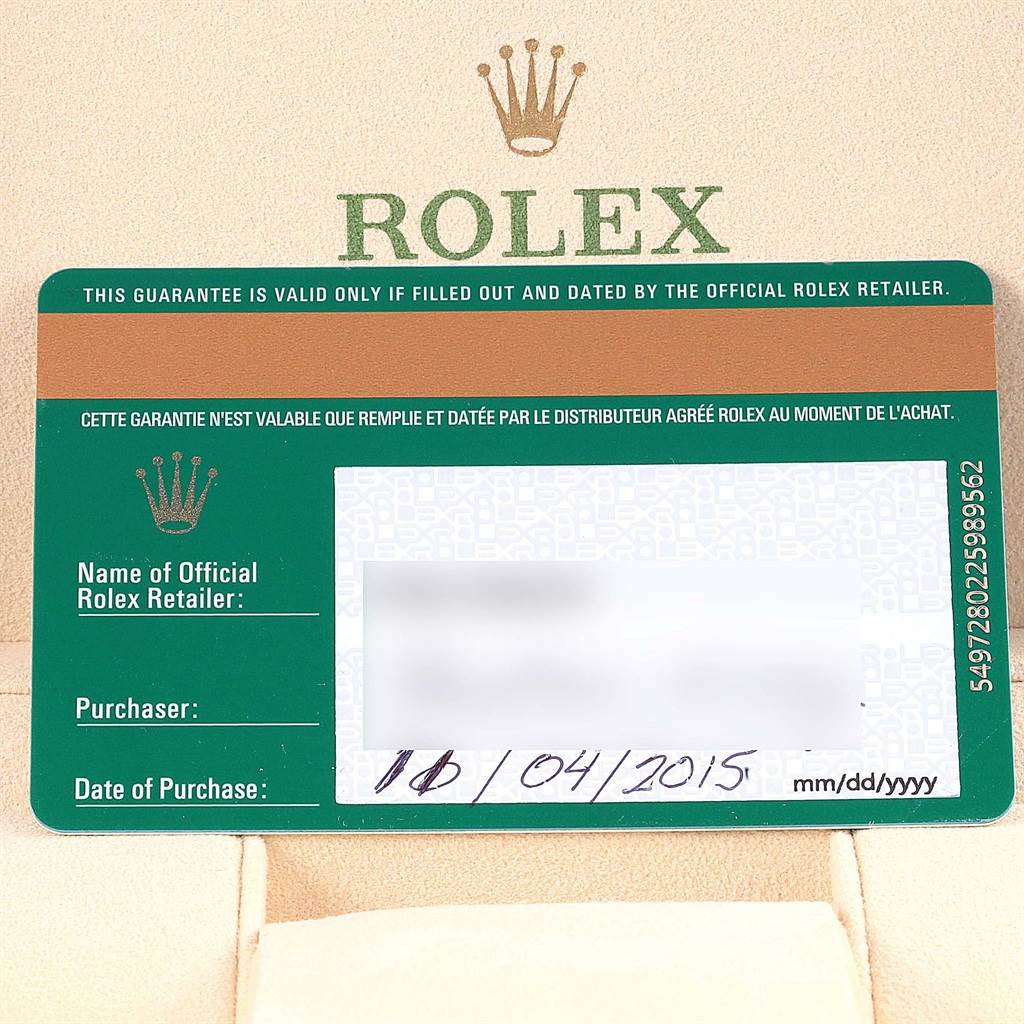 ROLEX
THIS GUARANTEE IS VALID ONLY IF FILLED OUT AND DATED BY THE OFFICIAL ROLEX RETAILER.
CETTE GARANTIE N'EST VALABLE QUE REMPLIE ET DATÉE PAR LE DISTRIBUTEUR AGRÉÉ ROLEX AU MOMENT DE L'ACHAT.
Name of Official
Rolex Retailer:
Purchaser:
Date of Purchase:
/04/2015
mm/dd/yyyy
5497280225989562